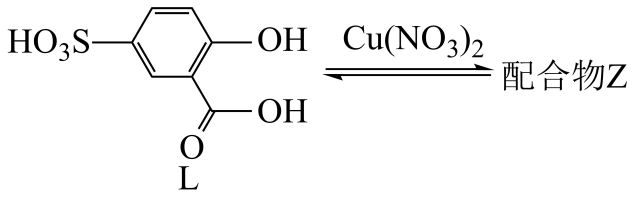 HO₃S
OH
Cu(NO₃)₂
配合物Z
OH
O
L